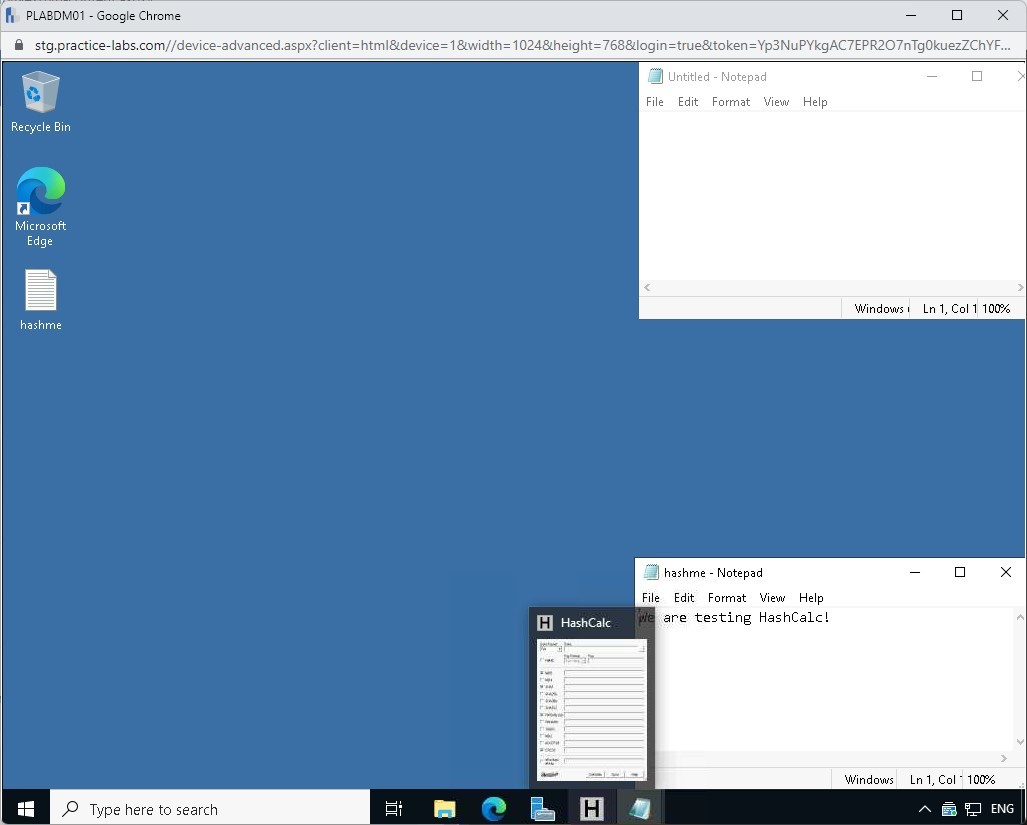 PLABDM01 - Google Chrome
stg.practice-labs.com//device-advanced.aspx?client=html&device=1&width=1024&height=768&login=true&token=Yp3NuPYkgAC7EPR2O7nTg0kuezZChYF...
Recycle Bin
Microsoft
Edge
hashme
Untitled - Notepad
File Edit Format View Help
Windows Ln 1, Col 1 100%
hashme - Notepad
File Edit Format View Help
We are testing HashCalc!
Windows Ln 1, Col 100%
H HashCalc
Type here to search
H
ENG